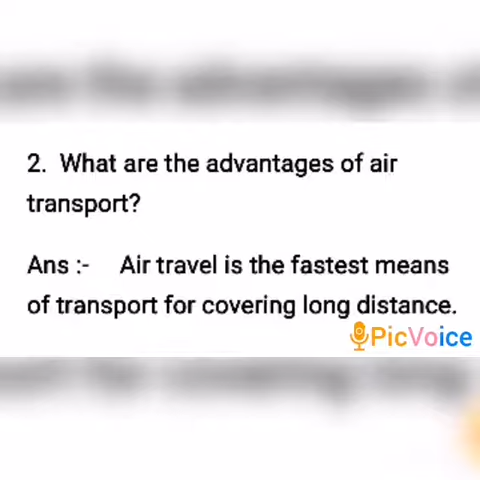 2. What are the advantages of air
transport?
Ans :- Air travel is the fastest means
of transport for covering long distance.
PicVoice